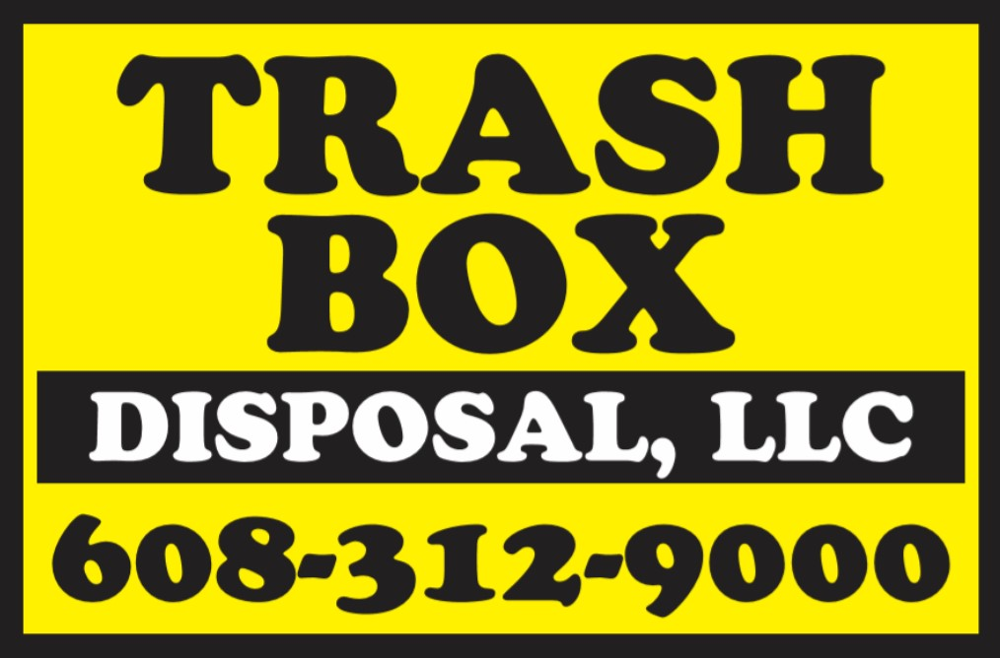 TRASH
BOX
DISPOSAL, LLC
608-312-9000